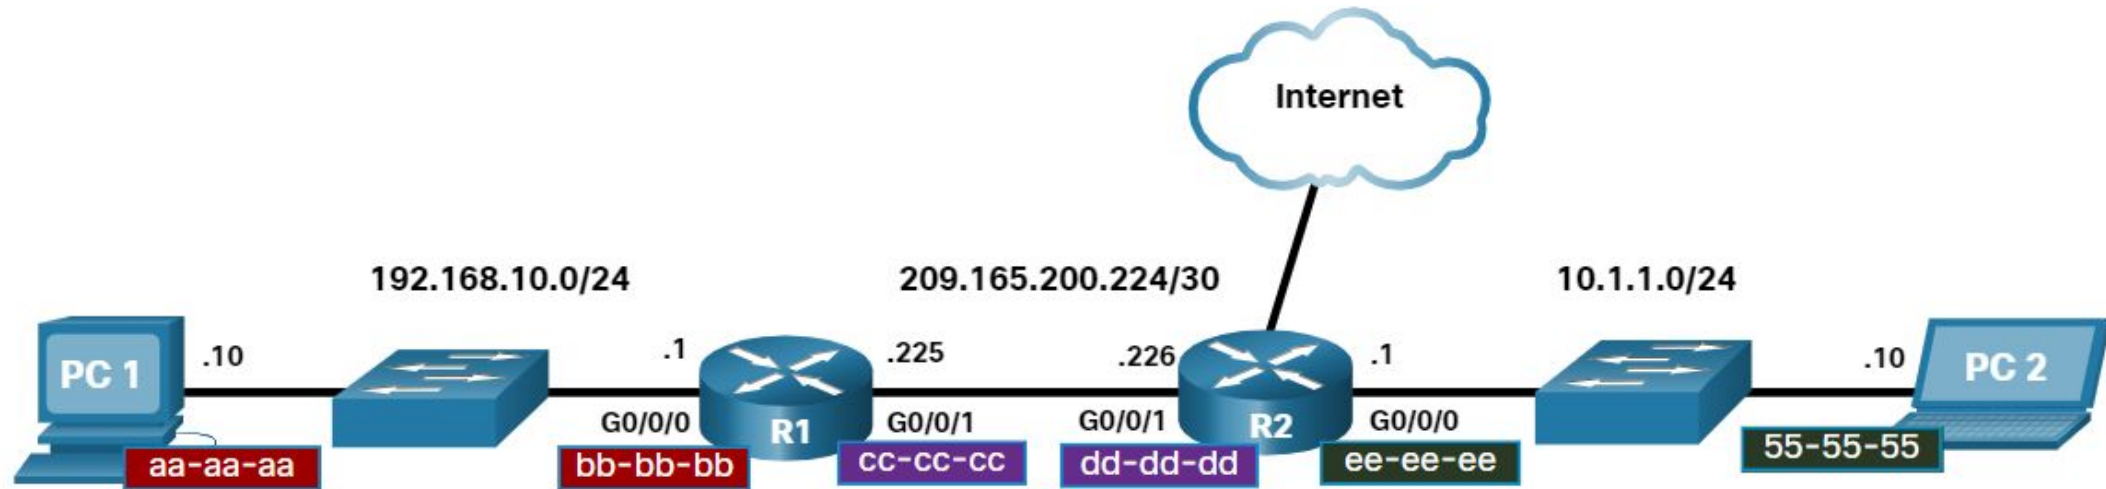 Internet
192.168.10.0/24
209.165.200.224/30
10.1.1.0/24
PC 1
.10
.1
.225
.226
.1
.10
PC 2
G0/0/0
R1
G0/0/1
G0/0/1
R2
G0/0/0
aa-aa-aa
bb-bb-bb
cc-cc-cc
dd-dd-dd
ee-ee-ee
55-55-55